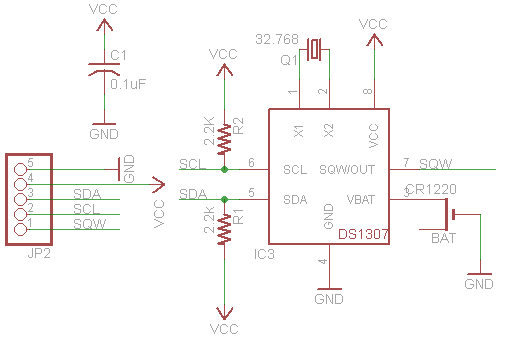 VCC
C1
0.1uF
GND
32.768
Q1
VCC
VCC
1
2
8
X1
X2
VCC
2.2K
R2
SCL
6
SCL
SQW/OUT
7
SQW
SDA
5
SDA
VBAT
3
CR1220
2.2k
R1
GND
DS1307
BAT
IC3
4
GND
GND
VCC
5
GND
4
VCC
3
SDA
2
SCL
1
SQW
JP2